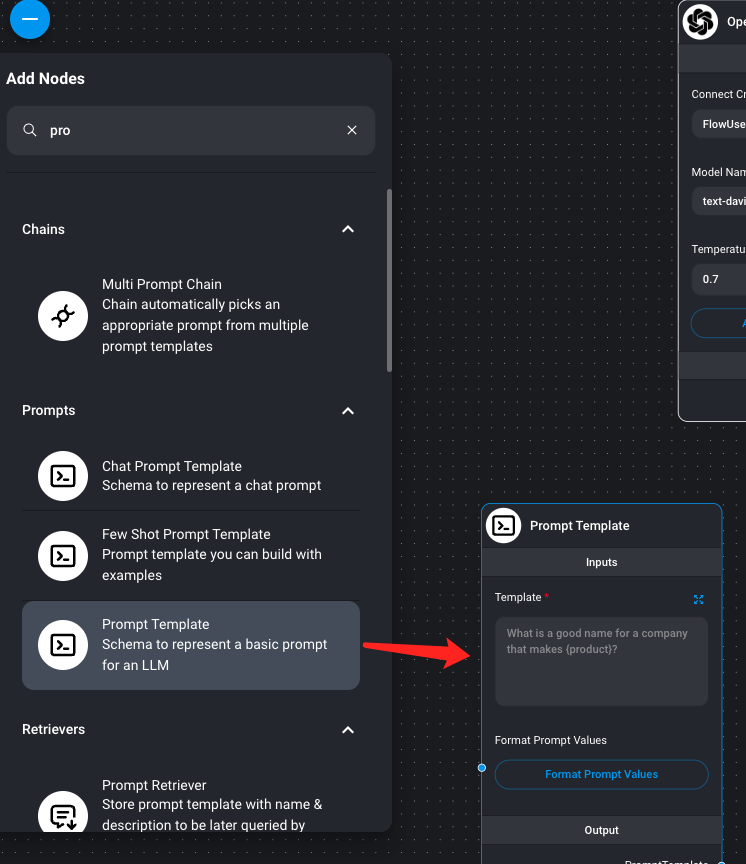 Add Nodes
pro
Chains
Multi Prompt Chain
Chain automatically picks an
appropriate prompt from multiple
prompt templates
Prompts
Chat Prompt Template
Schema to represent a chat prompt
Few Shot Prompt Template
Prompt template you can build with
examples
Prompt Template
Schema to represent a basic prompt
for an LLM
Retrievers
Prompt Retriever
Store prompt template with name &
description to be later queried by
Ope
Connect Cr
FlowUse
Model Nam
text-davi
Temperatu
0.7
A
Prompt Template
Inputs
Template *
What is a good name for a company
that makes {product}?
Format Prompt Values
Format Prompt Values
Output
PromptTemplate